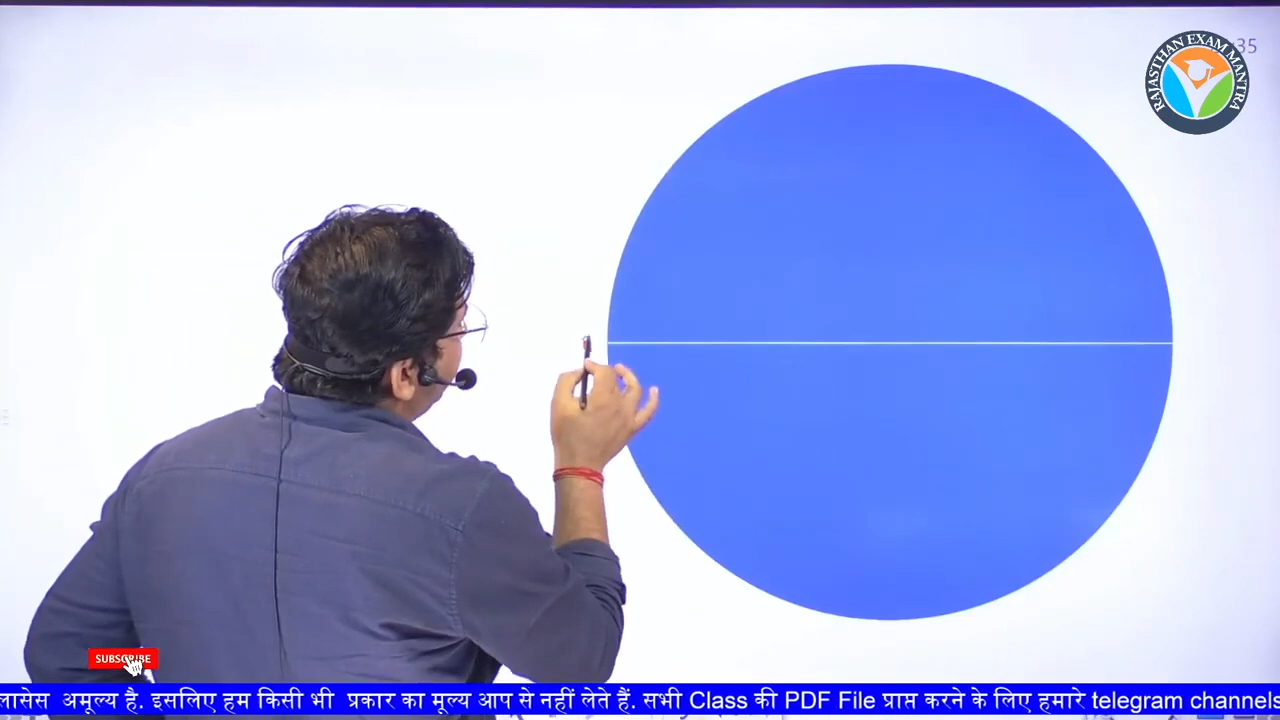 35
RAJASTHAN EXAM MANTRA
SUBSCRIBE
अमूल्य है. इसलिए हम किसी भी प्रकार का मूल्य आप से नहीं लेते हैं. सभी Class की PDF File प्राप्त करने के लिए हमारे telegram channels